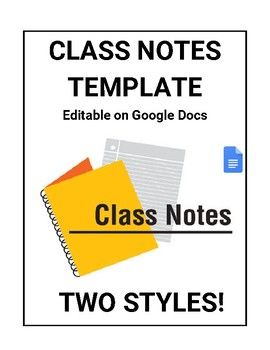 CLASS NOTES
TEMPLATE
Editable on Google Docs
Class Notes
TWO STYLES!